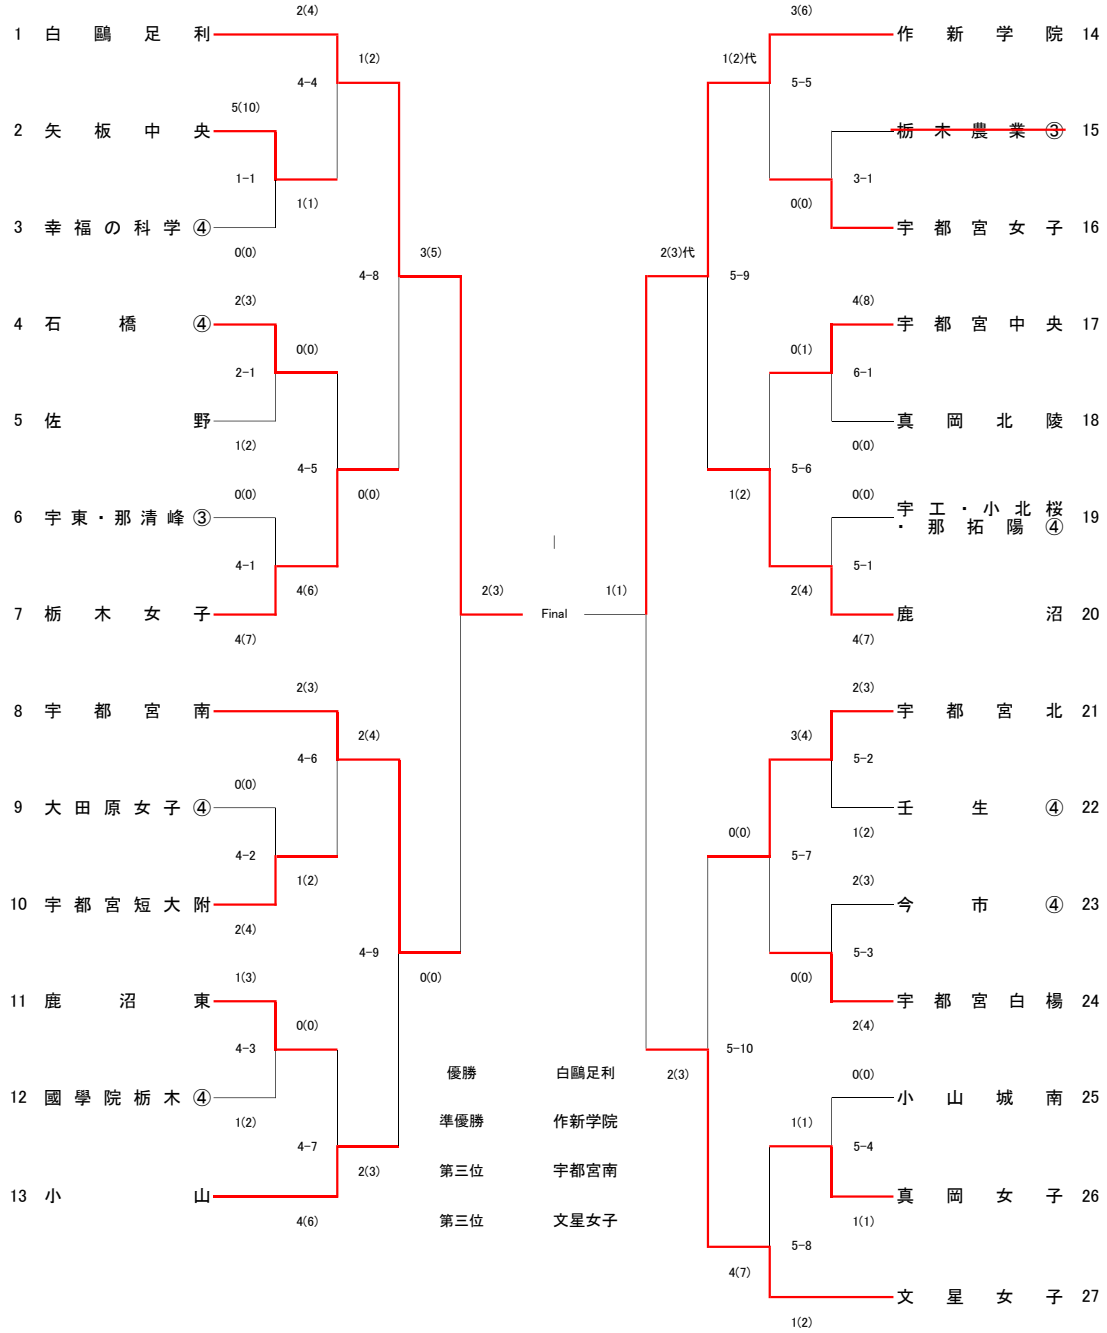 2(4)
1 白鷗足利
1(2)
4-4
5(10)
2 矢板中央
1-1
1(1)
3 幸福の科学④
0(0)
3(5)
4-8
2(3)
4 石橋④
0(0)
2-1
5 佐野
1(2)
4-5
0(0)
0(0)
6 宇東・那清峰③
4-1
4(6)
7 栃木女子
4(7)
2(3)
2(3)
8 宇都宮南
2(4)
4-6
0(0)
9 大田原女子④
4-2
1(2)
10 宇都宮短大附
2(4)
4-9
0(0)
1(3)
11 鹿沼東
0(0)
4-3
12 國學院栃木④
1(2)
4-7
2(3)
13 小山
4(6)
Final
1(1)
優勝 白鷗足利
準優勝 作新学院
第三位 宇都宮南
第三位 文星女子
3(6)
作新学院 14
1(2)代
5-5
栃木農業③ 15
3-1
0(0)
宇都宮女子 16
2(3)代
5-9
4(8)
宇都宮中央 17
0(1)
6-1
真岡北陵 18
0(0)
5-6
1(2)
0(0)
宇工・小北桜
・那拓陽④ 19
5-1
2(4)
鹿沼 20
4(7)
2(3)
宇都宮北 21
3(4)
5-2
壬生④ 22
1(2)
0(0)
5-7
2(3)
今市④ 23
5-3
0(0)
宇都宮白楊 24
2(4)
5-10
2(3)
0(0)
小山城南 25
1(1)
5-4
真岡女子 26
1(1)
5-8
4(7)
文星女子 27
1(2)